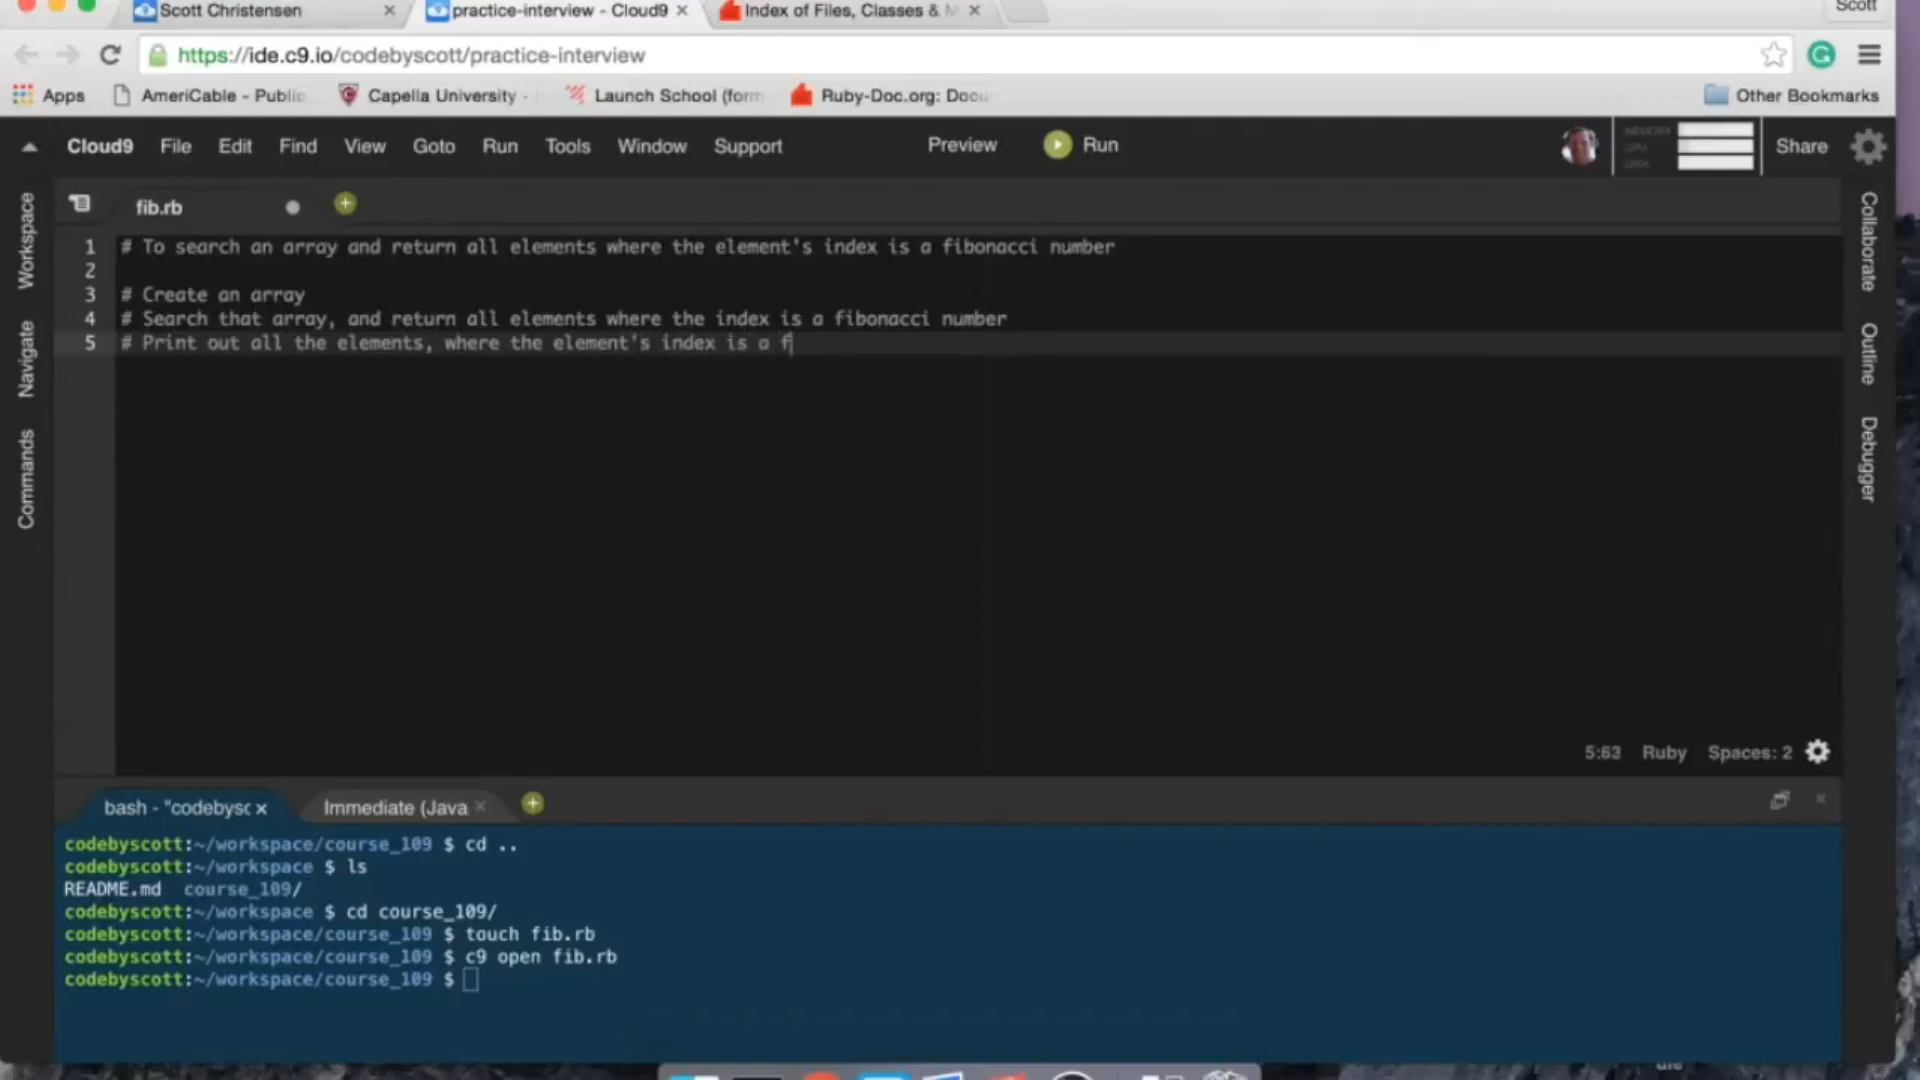 Scott Christensen
practice-interview - Cloud9
Index of Files, Classes & M
Scott
https://ide.c9.io/codebyscott/practice-interview
Apps
AmeriCable - Public
Capella University -
Launch School (form
Ruby-Doc.org: Docu
Other Bookmarks
Cloud9 File Edit Find View Goto Run Tools Window Support
Preview
Run
MEMORY
CPU
DISK
Share
Workspace
Navigate
Commands
Collaborate
Outline
Debugger
fib.rb
1 # To search an array and return all elements where the element's index is a fibonacci number
2
3 # Create an array
4 # Search that array, and return all elements where the index is a fibonacci number
5 # Print out all the elements, where the element's index is a f
5:63 Ruby Spaces: 2
bash - "codebysc
Immediate (Java
codebyscott:~/workspace/course_109 $ cd ..
codebyscott:~/workspace $ ls
README.md course_109/
codebyscott:~/workspace $ cd course_109/
codebyscott:~/workspace/course_109 $ touch fib.rb
codebyscott:~/workspace/course_109 $ c9 open fib.rb
codebyscott:~/workspace/course_109 $